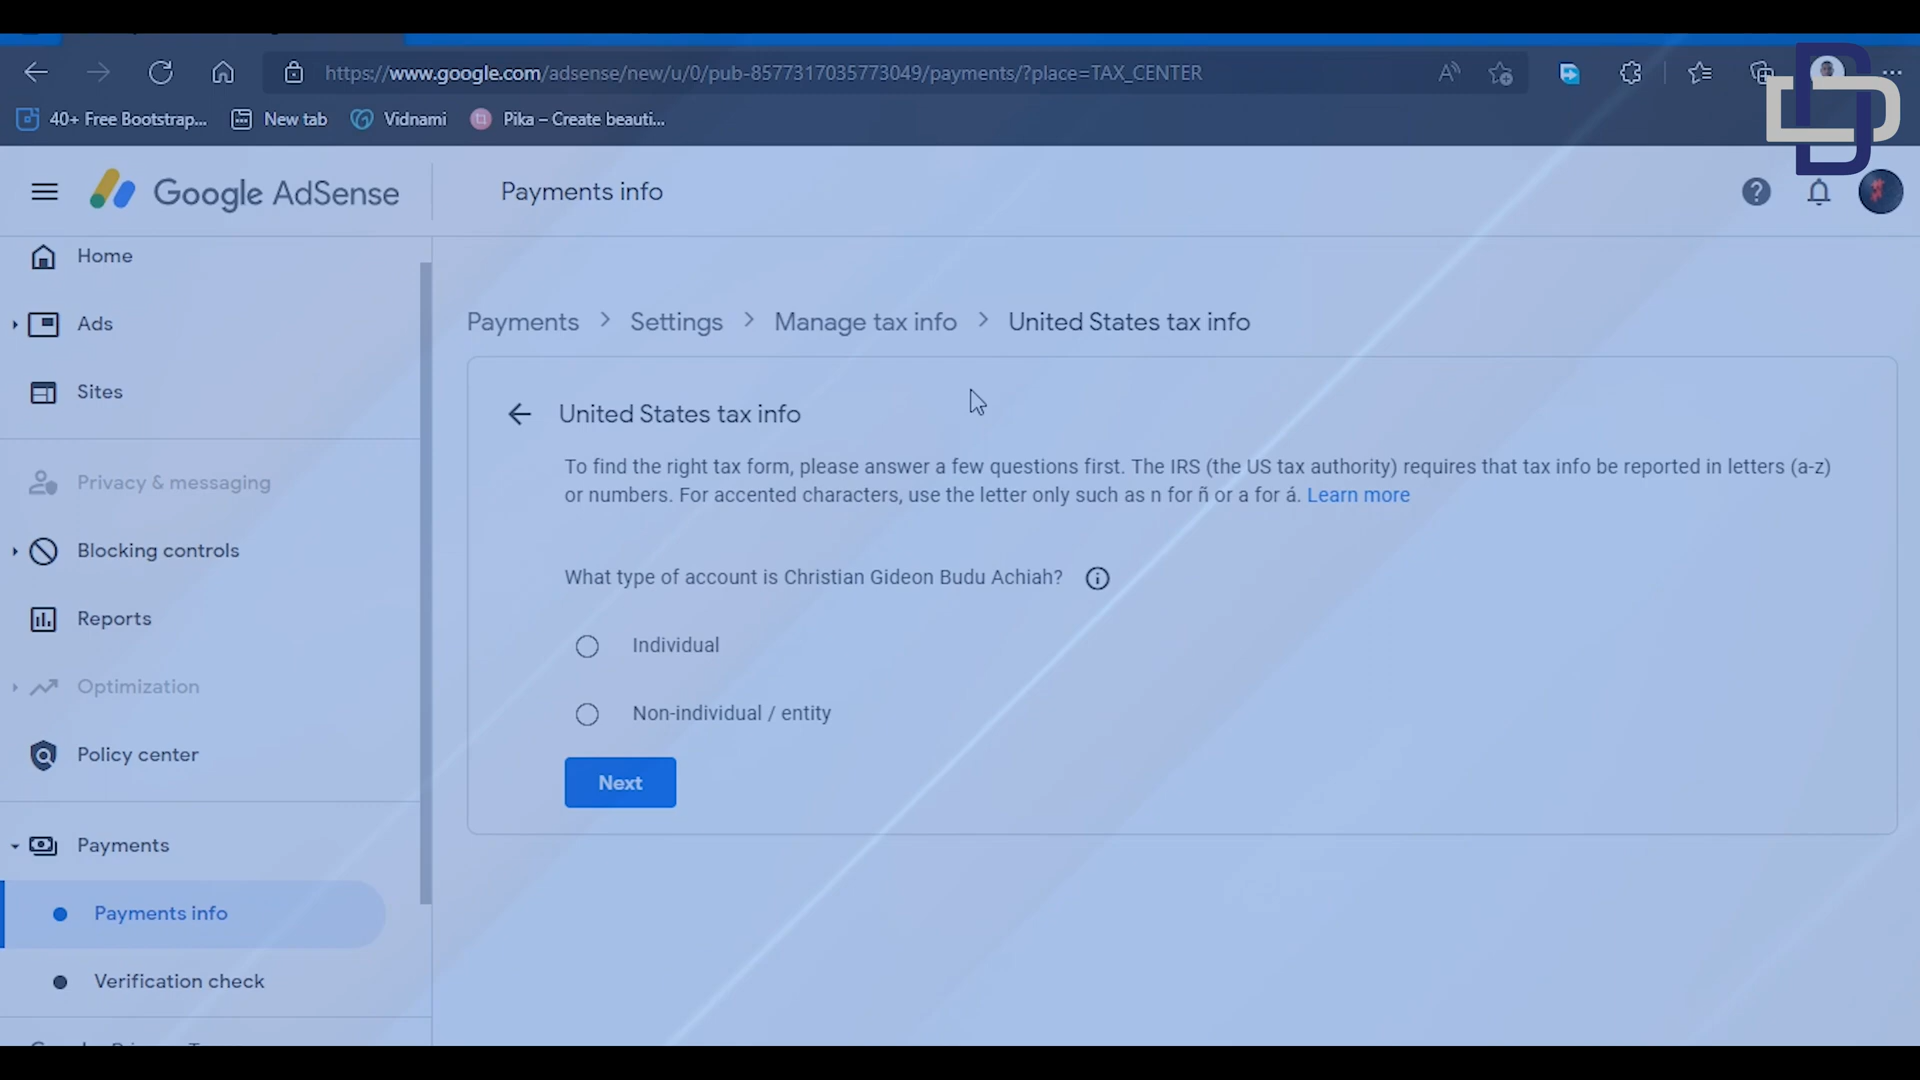 https://www.google.com/adsense/new/u/0/pub-8577317035773049/payments/?place=TAX_CENTER
40+ Free Bootstrap...
New tab
Vidnami
Pika – Create beauti...
Google AdSense
Payments info
Home
Ads
Sites
Privacy & messaging
Blocking controls
Reports
Optimization
Policy center
Payments
Payments info
Verification check
Payments > Settings > Manage tax info > United States tax info
United States tax info
To find the right tax form, please answer a few questions first. The IRS (the US tax authority) requires that tax info be reported in letters (a-z)
or numbers. For accented characters, use the letter only such as n for ñ or a for á. Learn more
What type of account is Christian Gideon Budu Achiah?
Individual
Non-individual / entity
Next